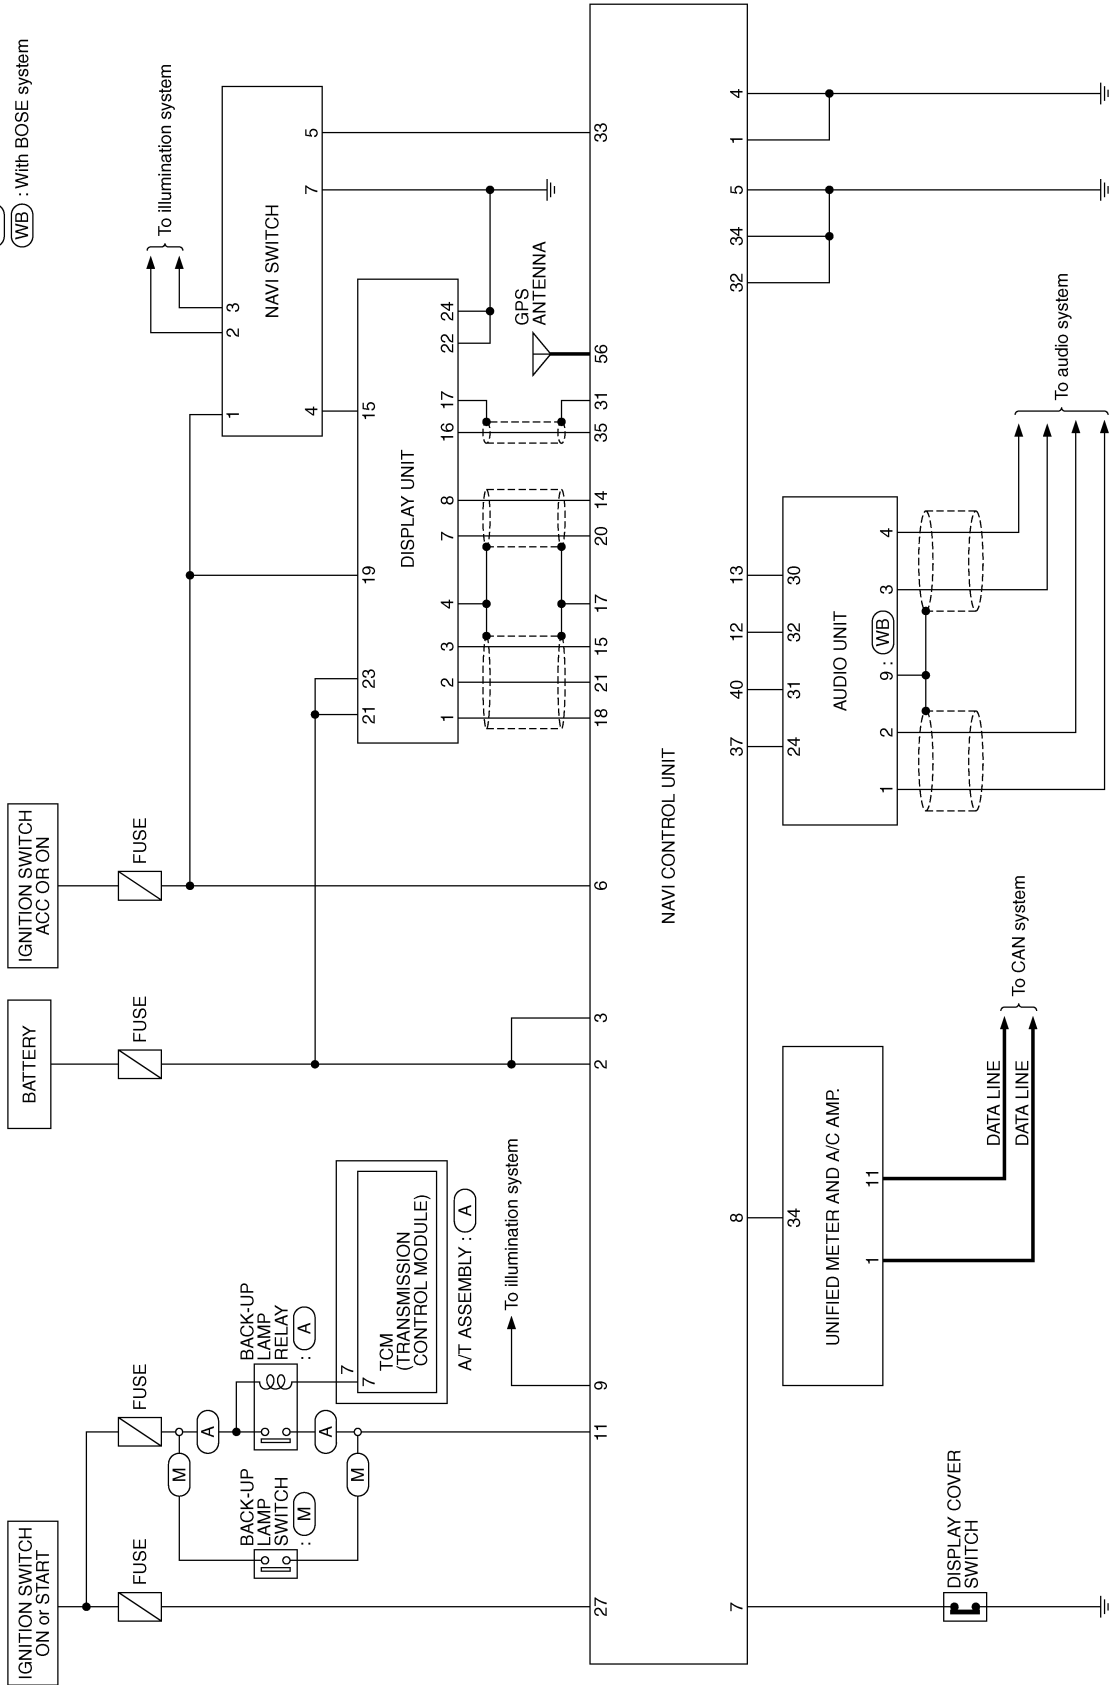 WB : With BOSE system
IGNITION SWITCH
ON or START
FUSE
FUSE
BATTERY
FUSE
IGNITION SWITCH
ACC OR ON
FUSE
M
A
BACK-UP
LAMP
SWITCH
: M
BACK-UP
LAMP
RELAY
: A
M
A
7
7
TCM
(TRANSMISSION
CONTROL MODULE)
A/T ASSEMBLY : A
To illumination system
To illumination system
1
2
3
NAVI SWITCH
4
7
5
21
23
19
15
DISPLAY UNIT
1
2
3
4
7
8
16
17
22
24
GPS
ANTENNA
27
11
9
2
3
6
18
21
15
17
20
14
35
31
56
33
NAVI CONTROL UNIT
7
8
37
40
12
13
32
34
5
1
4
34
UNIFIED METER AND A/C AMP.
1
11
DATA LINE
DATA LINE
To CAN system
24
31
32
30
AUDIO UNIT
1
2
9 : WB
3
4
To audio system
DISPLAY COVER
SWITCH